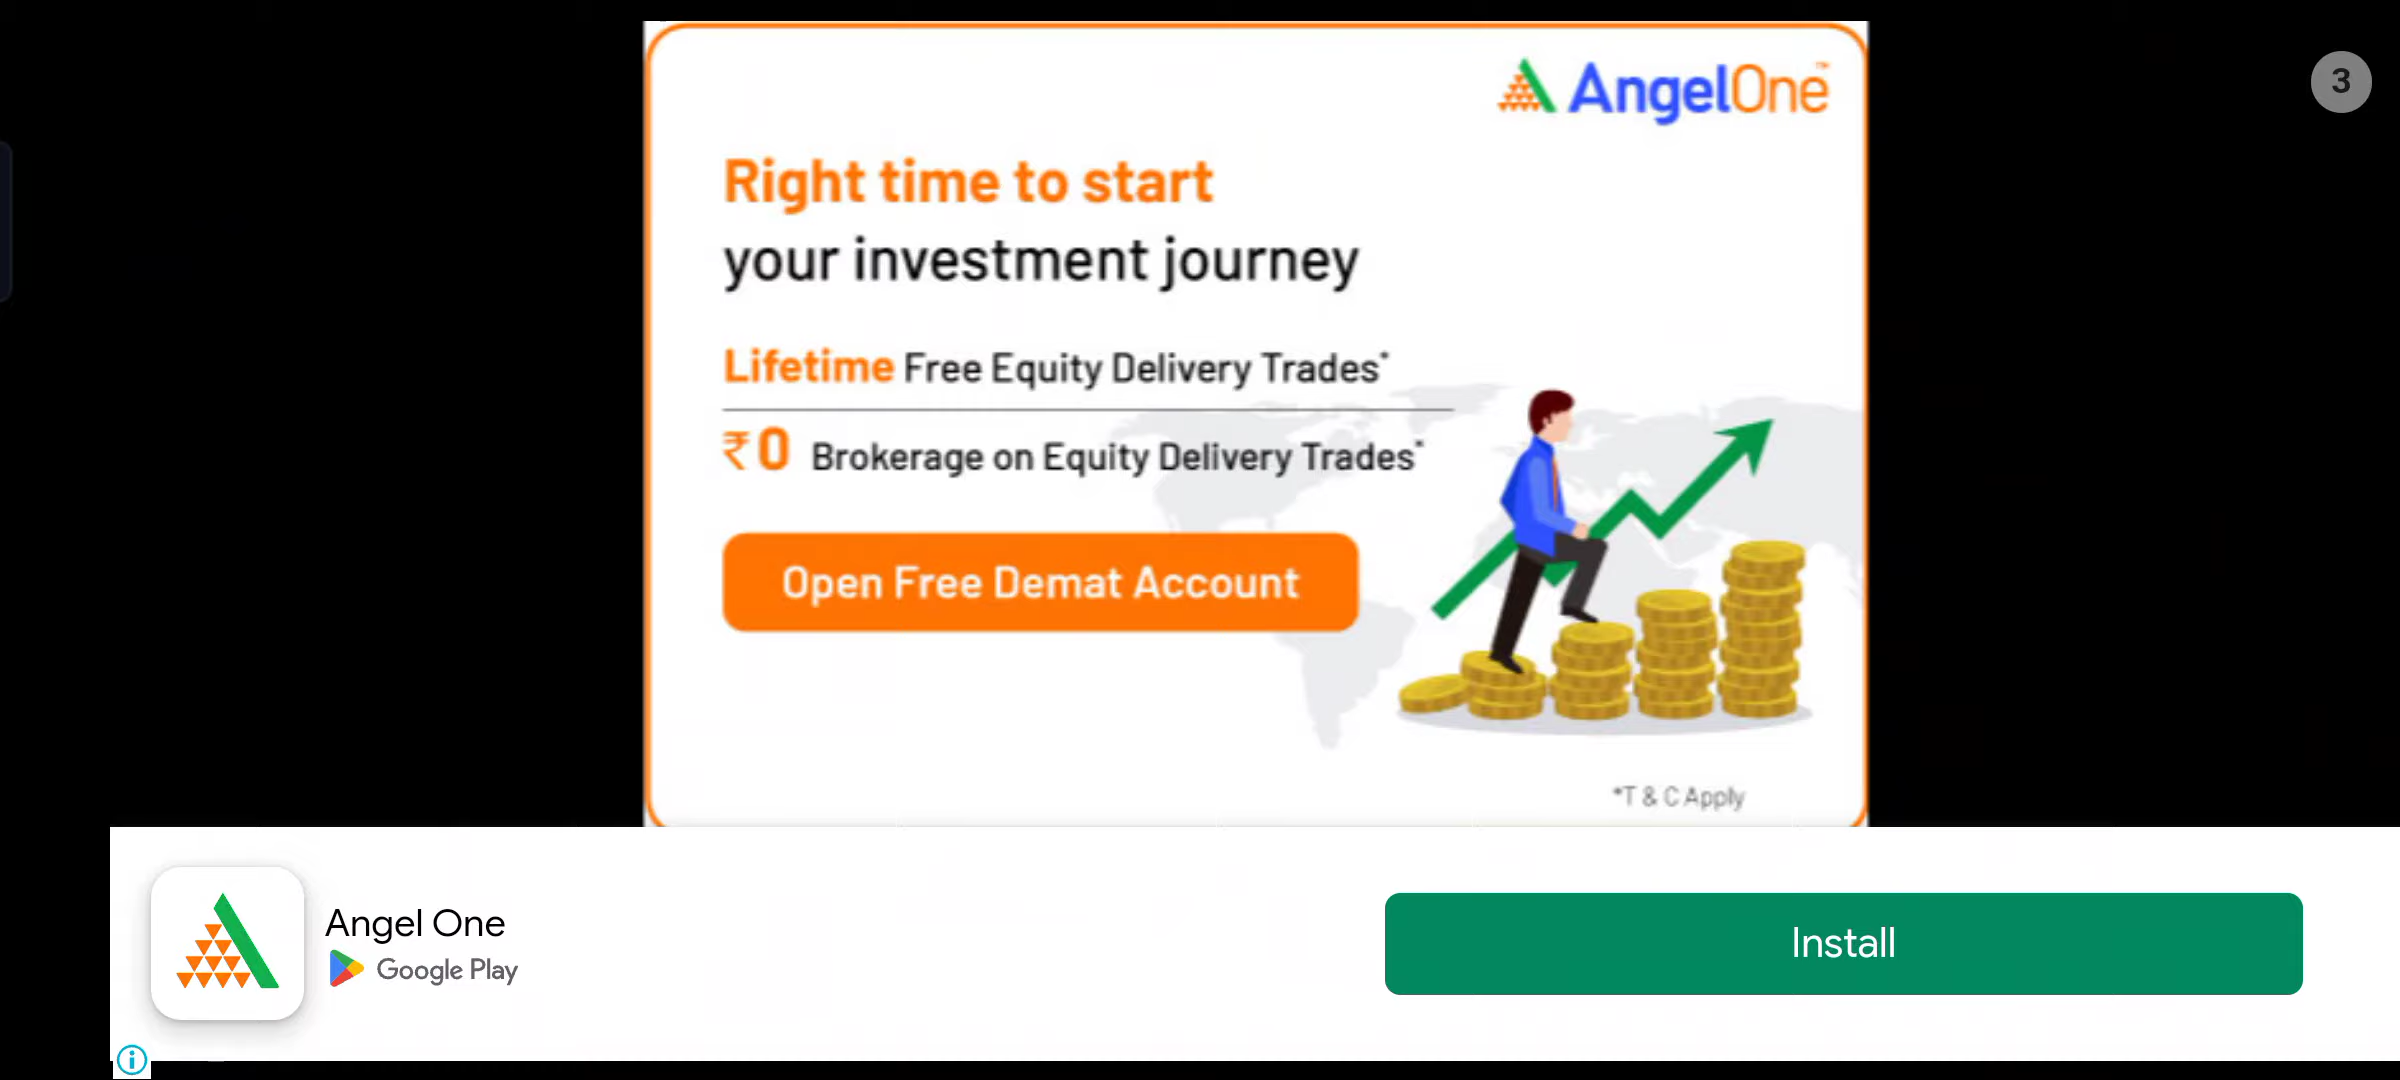 AngelOne™
3
Right time to start
your investment journey
Lifetime Free Equity Delivery Trades*
₹0 Brokerage on Equity Delivery Trades*
Open Free Demat Account
*T & C Apply
Angel One
Google Play
Install